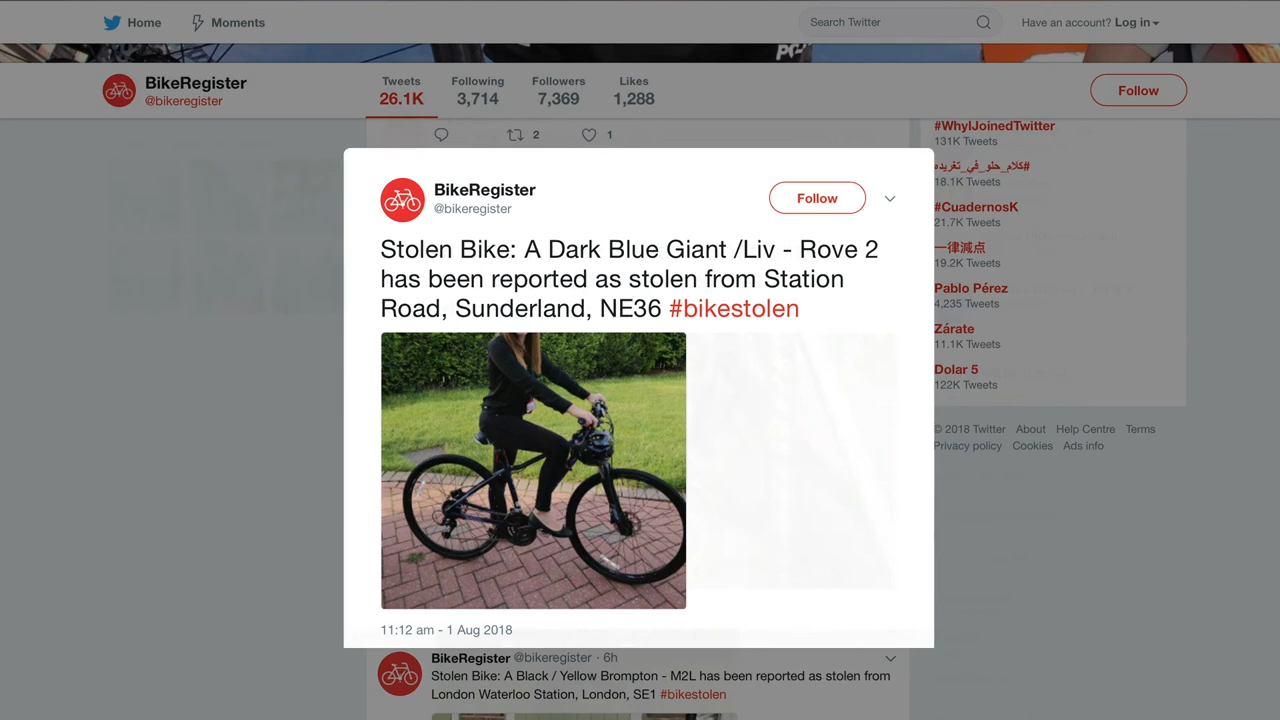 Home
Moments
Search Twitter
Have an account? Log in
BikeRegister
@bikeregister
Tweets
26.1K
Following
3,714
Followers
7,369
Likes
1,288
Follow
2
1
BikeRegister
@bikeregister
Follow
Stolen Bike: A Dark Blue Giant /Liv - Rove 2
has been reported as stolen from Station
Road, Sunderland, NE36 #bikestolen
11:12 am - 1 Aug 2018
BikeRegister @bikeregister · 6h
Stolen Bike: A Black / Yellow Brompton - M2L has been reported as stolen from
London Waterloo Station, London, SE1 #bikestolen
#WhyIJoinedTwitter
131K Tweets
#كلام_حلو_في_تغريده
18.1K Tweets
#CuadernosK
21.7K Tweets
一律減点
19.2K Tweets
Pablo Pérez
4,235 Tweets
Zárate
11.1K Tweets
Dolar 5
122K Tweets
© 2018 Twitter About Help Centre Terms
Privacy policy Cookies Ads info